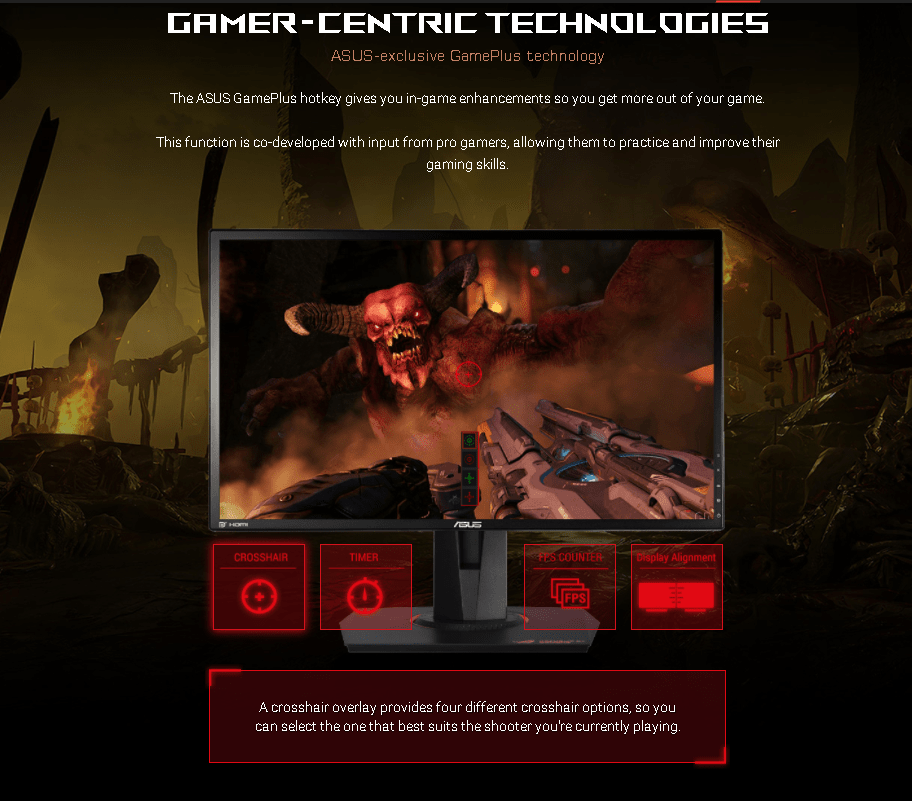 GAMER-CENTRIC TECHNOLOGIES
ASUS-exclusive GamePlus technology
The ASUS GamePlus hotkey gives you in-game enhancements so you get more out of your game.
This function is co-developed with input from pro gamers, allowing them to practice and improve their
gaming skills.
HDMI
ASUS
CROSSHAIR
TIMER
FPS COUNTER
Display Alignment
FPS
A crosshair overlay provides four different crosshair options, so you
can select the one that best suits the shooter you're currently playing.